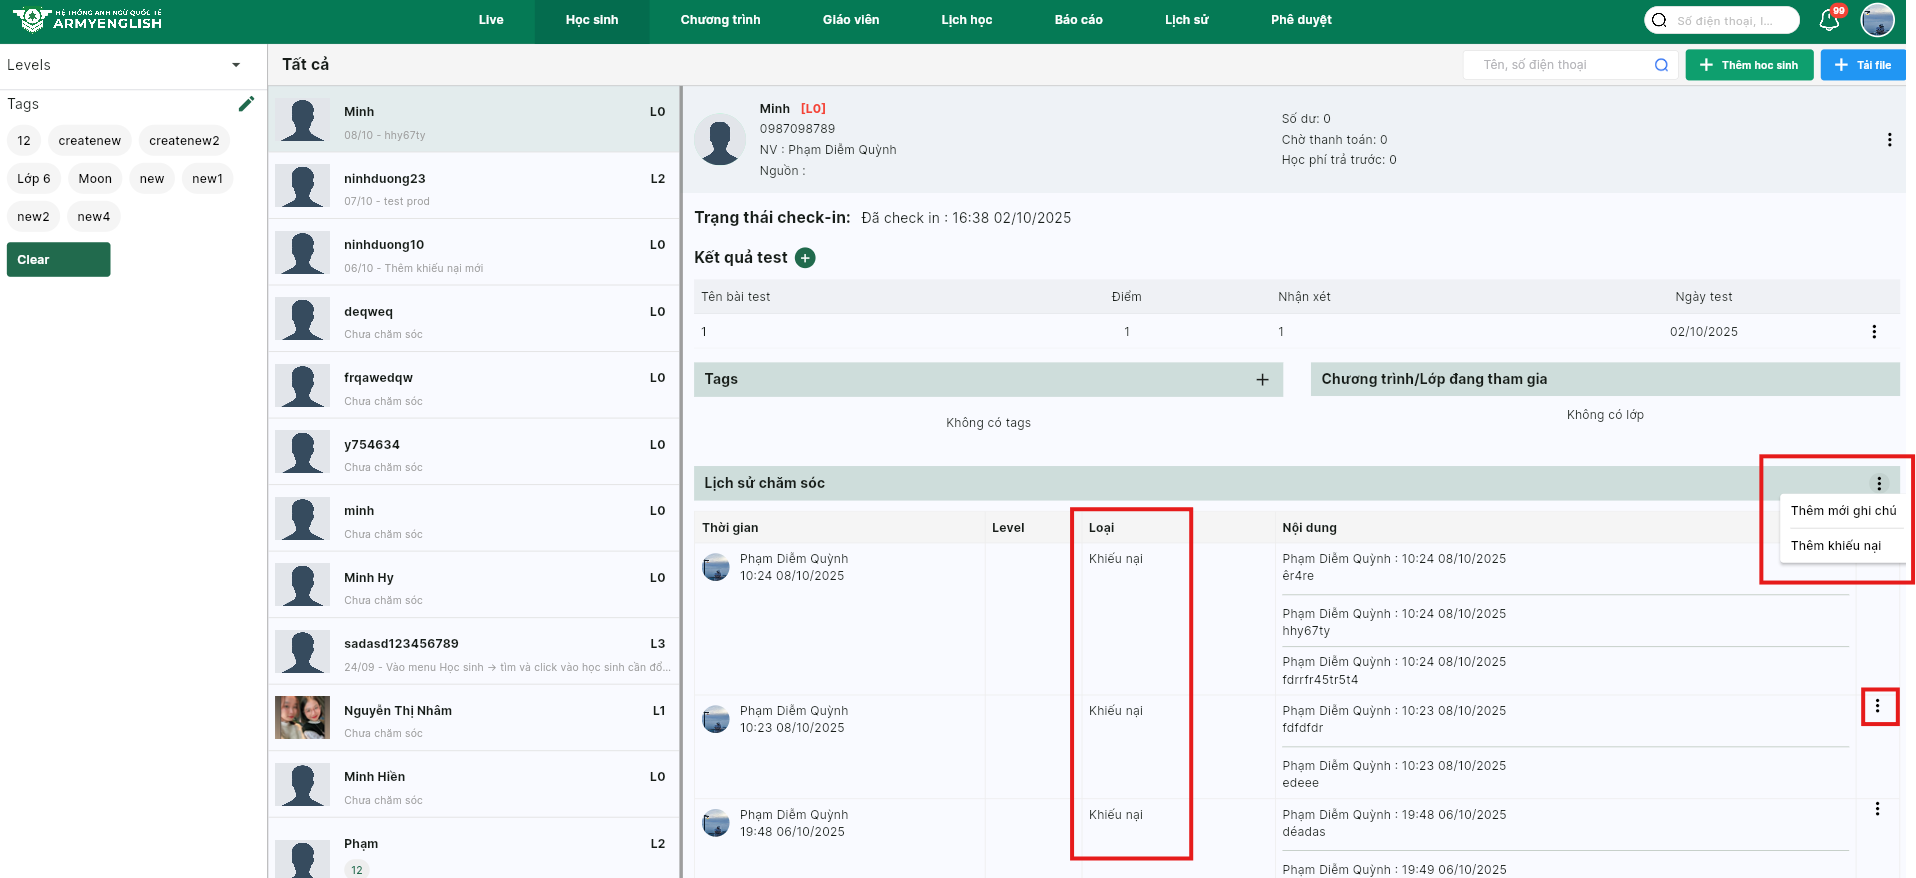 HỆ THỐNG ANH NGỮ QUỐC TẾ
ARMYENGLISH
Live
Học sinh
Chương trình
Giáo viên
Lịch học
Báo cáo
Lịch sử
Phê duyệt
Số điện thoại, I...
99
Levels
Tags
12
createnew
createnew2
Lớp 6
Moon
new
new1
new2
new4
Clear
Tất cả
Tên, số điện thoại
Thêm học sinh
Tải file
Minh
L0
08/10 - hhy67ty
ninhduong23
L2
07/10 - test prod
ninhduong10
L0
06/10 - Thêm khiếu nại mới
deqweq
L0
Chưa chăm sóc
frqawedqw
L0
Chưa chăm sóc
y754634
L0
Chưa chăm sóc
minh
L0
Chưa chăm sóc
Minh Hy
L0
Chưa chăm sóc
sadasd123456789
L3
24/09 - Vào menu Học sinh → tìm và click vào học sinh cần đổ...
Nguyễn Thị Nhâm
L1
Chưa chăm sóc
Minh Hiền
L0
Chưa chăm sóc
Phạm
L2
12
Minh [L0]
0987098789
NV : Phạm Diễm Quỳnh
Nguồn :
Số dư: 0
Chờ thanh toán: 0
Học phí trả trước: 0
Trạng thái check-in: Đã check in : 16:38 02/10/2025
Kết quả test
Tên bài test
Điểm
Nhận xét
Ngày test
1
1
1
02/10/2025
Tags
Không có tags
Chương trình/Lớp đang tham gia
Không có lớp
Lịch sử chăm sóc
Thêm mới ghi chú
Thêm khiếu nại
Thời gian
Level
Loại
Nội dung
Phạm Diễm Quỳnh
10:24 08/10/2025
Khiếu nại
Phạm Diễm Quỳnh : 10:24 08/10/2025
êr4re
Phạm Diễm Quỳnh : 10:24 08/10/2025
hhy67ty
Phạm Diễm Quỳnh : 10:24 08/10/2025
fdrrfr45tr5t4
Phạm Diễm Quỳnh
10:23 08/10/2025
Khiếu nại
Phạm Diễm Quỳnh : 10:23 08/10/2025
fdfdfdr
Phạm Diễm Quỳnh : 10:23 08/10/2025
edeee
Phạm Diễm Quỳnh
19:48 06/10/2025
Khiếu nại
Phạm Diễm Quỳnh : 19:48 06/10/2025
déadas
Phạm Diễm Quỳnh : 19:49 06/10/2025